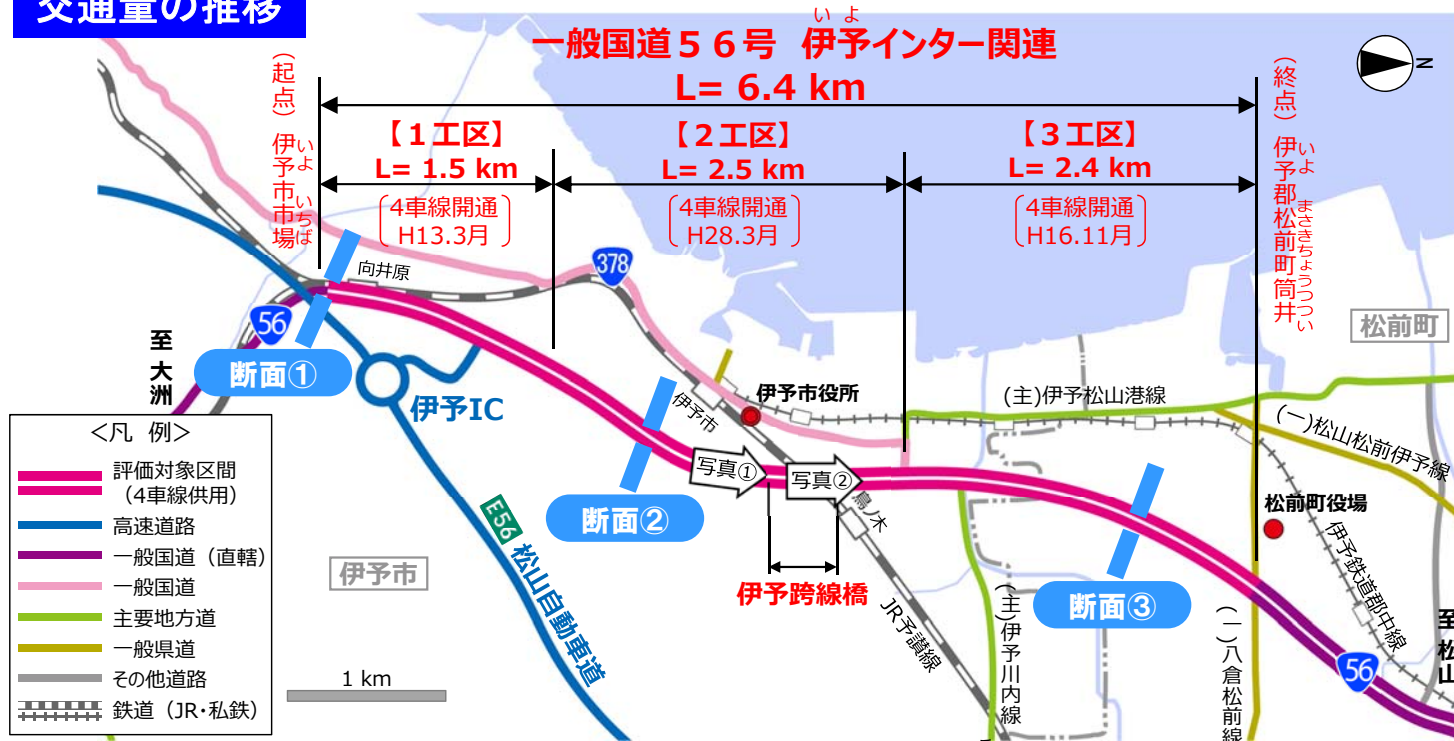 交通量の推移
いよ
一般国道５６号 伊予インター関連
L= 6.4 km
（起点）伊予市市場
いよ いちば
（終点）伊予郡松前町筒井
いよ まさきちょうつつい
【１工区】
L= 1.5 km
4車線開通
H13.3月
【２工区】
L= 2.5 km
4車線開通
H28.3月
【３工区】
L= 2.4 km
4車線開通
H16.11月
N
向井原
378
56
至大洲
断面①
伊予IC
断面②
伊予市
伊予市役所
(主)伊予松山港線
松前町
(一)松山松前伊予線
写真①
写真②
鳥ノ木
伊予跨線橋
断面③
松前町役場
伊予鉄道郡中線
E56 松山自動車道
伊予市
JR予讃線
(主)伊予川内線
(一)八倉松前線
56
至松山
＜凡 例＞
評価対象区間
（4車線供用）
高速道路
一般国道（直轄）
一般国道
主要地方道
一般県道
その他道路
鉄道（JR・私鉄）
1 km